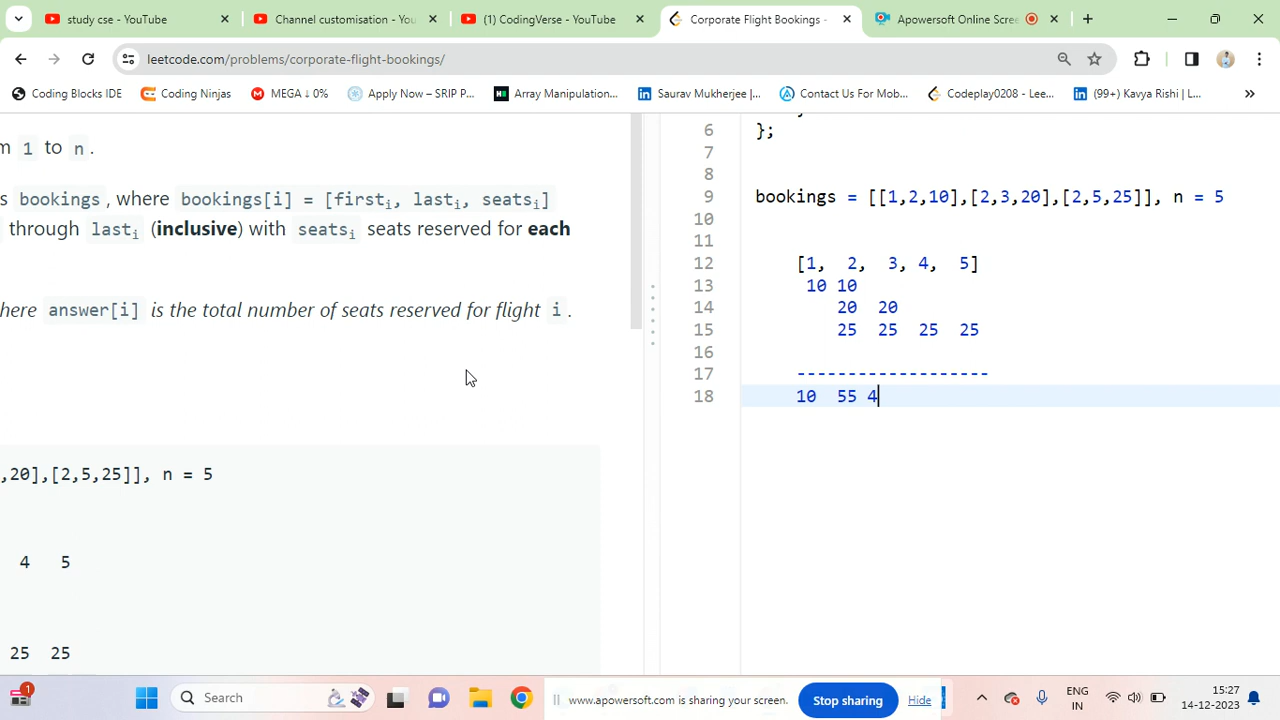 study cse - YouTube
Channel customisation - You
(1) CodingVerse - YouTube
Corporate Flight Bookings -
Apowersoft Online Scree
leetcode.com/problems/corporate-flight-bookings/
Coding Blocks IDE
Coding Ninjas
MEGA ↓ 0%
Apply Now – SRIP P...
Array Manipulation...
Saurav Mukherjee |...
Contact Us For Mob...
Codeplay0208 - Lee...
(99+) Kavya Rishi | L...
»
m 1 to n.
s bookings, where bookings[i] = [firstᵢ, lastᵢ, seatsᵢ]
through lastᵢ (inclusive) with seatsᵢ seats reserved for each
here answer[i] is the total number of seats reserved for flight i.
,20],[2,5,25]], n = 5
4 5
25 25
6
7 };
8
9 bookings = [[1,2,10],[2,3,20],[2,5,25]], n = 5
10
11
12 [1, 2, 3, 4, 5]
13 10 10
14 20 20
15 25 25 25 25
16
17 -------------------
18 10 55 4
1
Search
www.apowersoft.com is sharing your screen.
Stop sharing
Hide
ENG
IN
15:27
14-12-2023